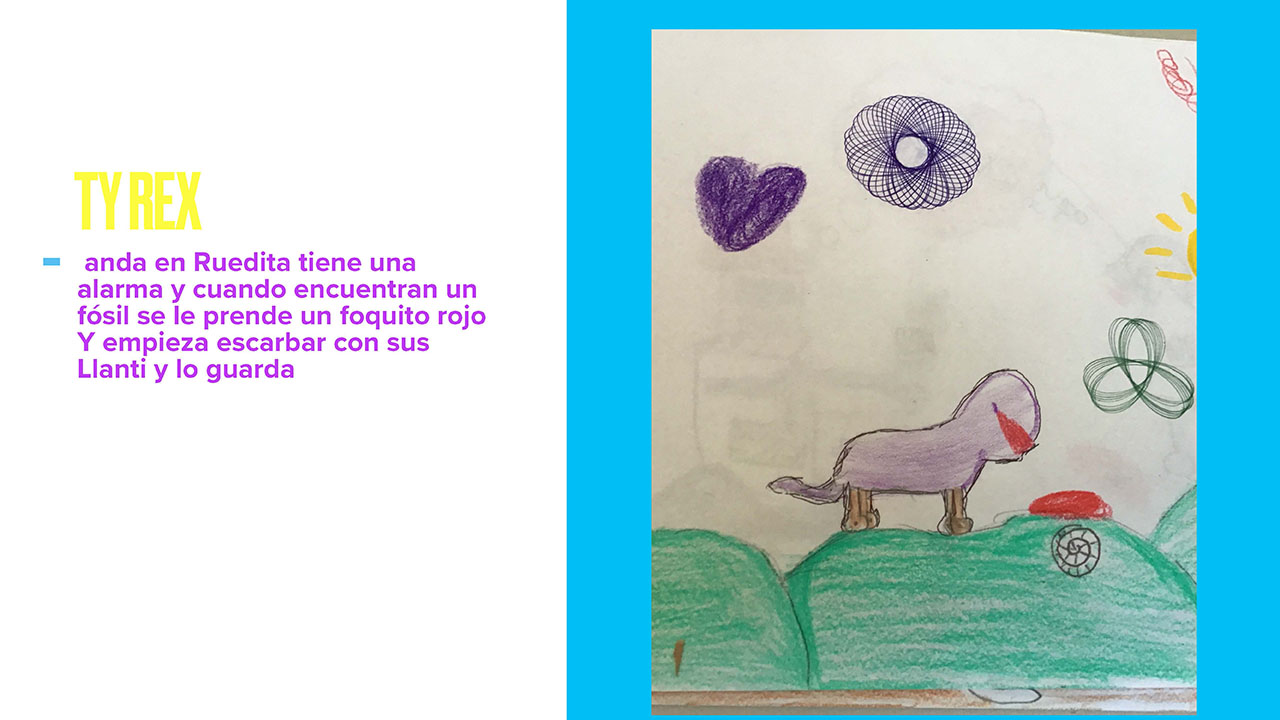 TY REX
anda en Ruedita tiene una
alarma y cuando encuentran un
fósil se le prende un foquito rojo
Y empieza escarbar con sus
Llanti y lo guarda